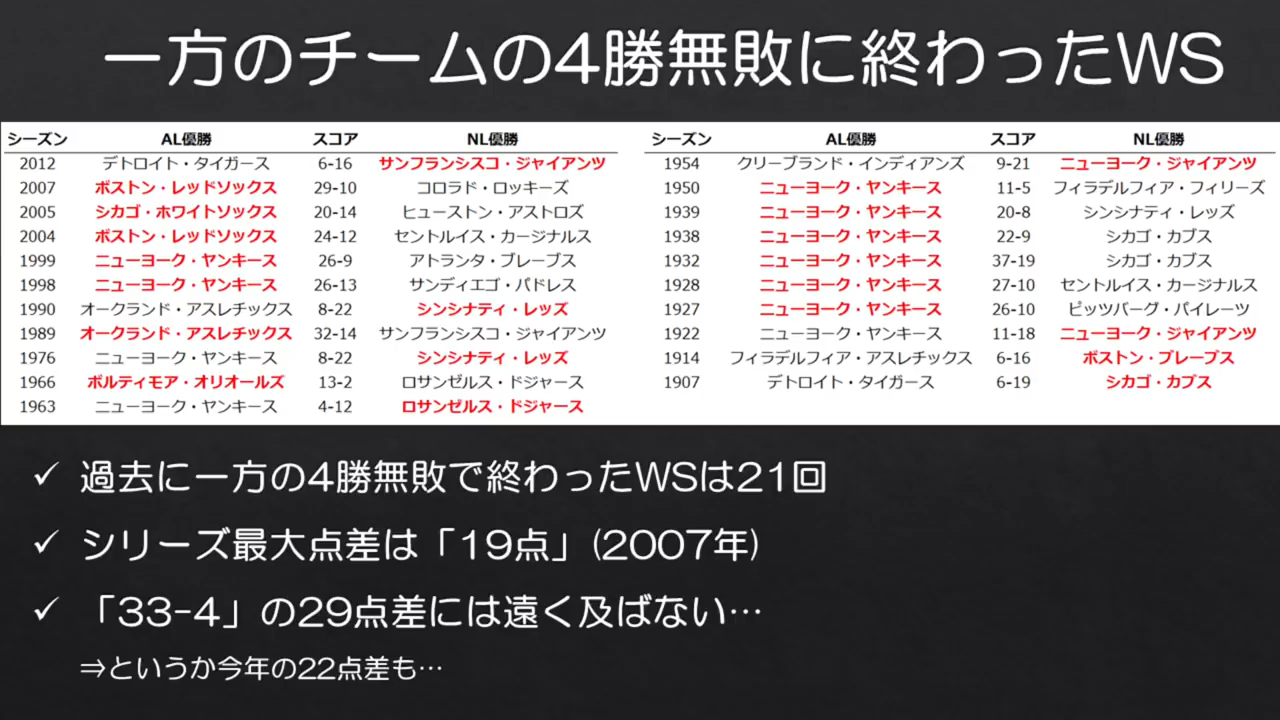 一方のチームの4勝無敗に終わったWS
シーズン AL優勝 スコア NL優勝
2012 デトロイト・タイガース 6-16 サンフランシスコ・ジャイアンツ
2007 ボストン・レッドソックス 29-10 コロラド・ロッキーズ
2005 シカゴ・ホワイトソックス 20-14 ヒューストン・アストロズ
2004 ボストン・レッドソックス 24-12 セントルイス・カージナルス
1999 ニューヨーク・ヤンキース 26-9 アトランタ・ブレーブス
1998 ニューヨーク・ヤンキース 26-13 サンディエゴ・パドレス
1990 オークランド・アスレチックス 8-22 シンシナティ・レッズ
1989 オークランド・アスレチックス 32-14 サンフランシスコ・ジャイアンツ
1976 ニューヨーク・ヤンキース 8-22 シンシナティ・レッズ
1966 ボルティモア・オリオールズ 13-2 ロサンゼルス・ドジャース
1963 ニューヨーク・ヤンキース 4-12 ロサンゼルス・ドジャース
シーズン AL優勝 スコア NL優勝
1954 クリーブランド・インディアンズ 9-21 ニューヨーク・ジャイアンツ
1950 ニューヨーク・ヤンキース 11-5 フィラデルフィア・フィリーズ
1939 ニューヨーク・ヤンキース 20-8 シンシナティ・レッズ
1938 ニューヨーク・ヤンキース 22-9 シカゴ・カブス
1932 ニューヨーク・ヤンキース 37-19 シカゴ・カブス
1928 ニューヨーク・ヤンキース 27-10 セントルイス・カージナルス
1927 ニューヨーク・ヤンキース 26-10 ピッツバーグ・パイレーツ
1922 ニューヨーク・ヤンキース 11-18 ニューヨーク・ジャイアンツ
1914 フィラデルフィア・アスレチックス 6-16 ボストン・ブレーブス
1907 デトロイト・タイガース 6-19 シカゴ・カブス
✓ 過去に一方の4勝無敗で終わったWSは21回
✓ シリーズ最大点差は「19点」(2007年)
✓ 「33-4」の29点差には遠く及ばない…
⇒というか今年の22点差も…